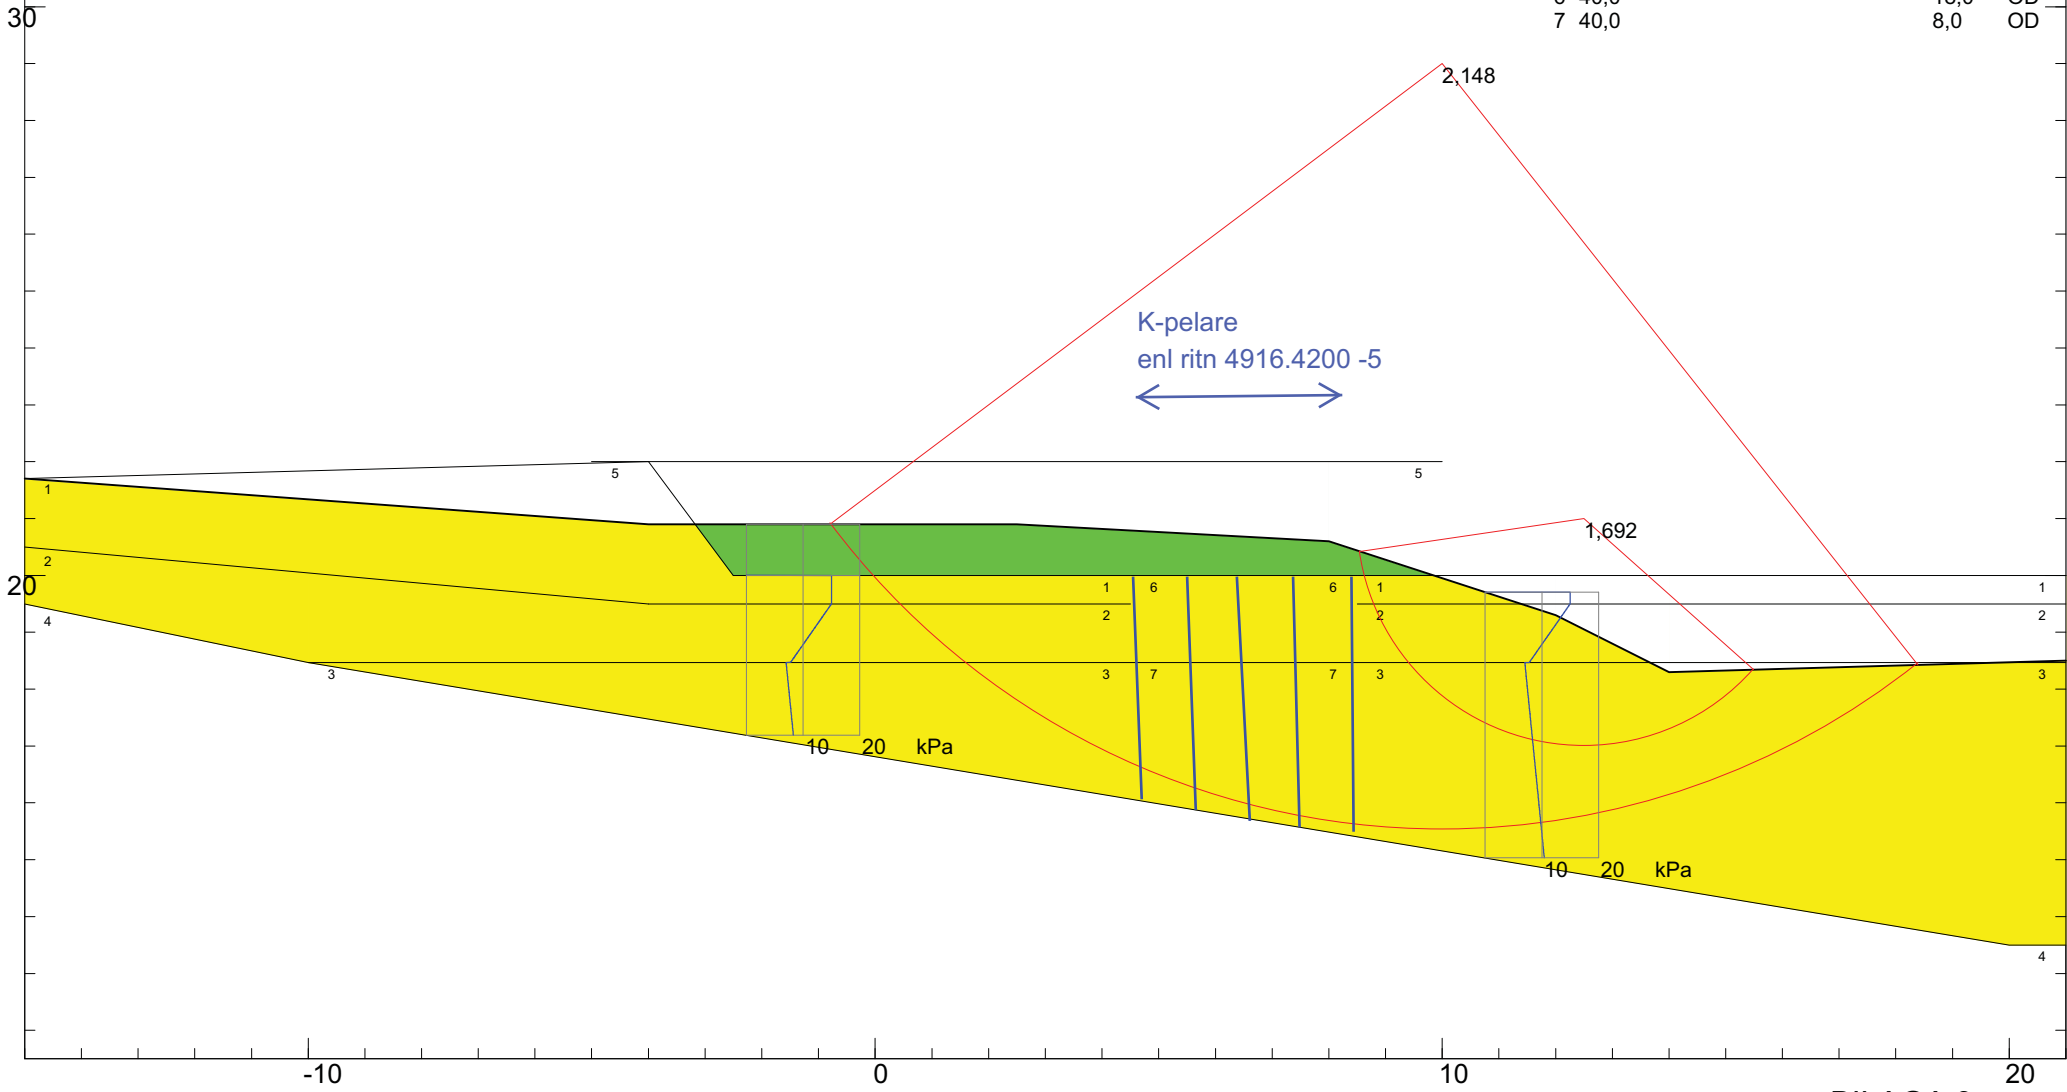 30
7 40,0 8,0 OD
2,148
K-pelare
enl ritn 4916.4200 -5
5 5
1
1,692
2
20
1 6 6 1 1
2 2 2
4
3 3 7 7 3 3
10 20 kPa
10 20 kPa
4
-10 0 10 20